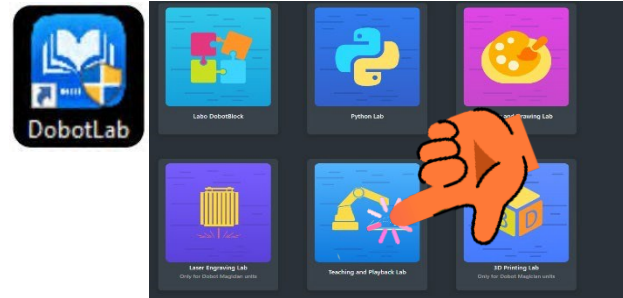 DobotLab
Labo DobotBlock
Python Lab
and Drawing Lab
Laser Engraving Lab
Only for Dobot Magician units
Teaching and Playback Lab
3D Printing Lab
Only for Dobot Magician units
D